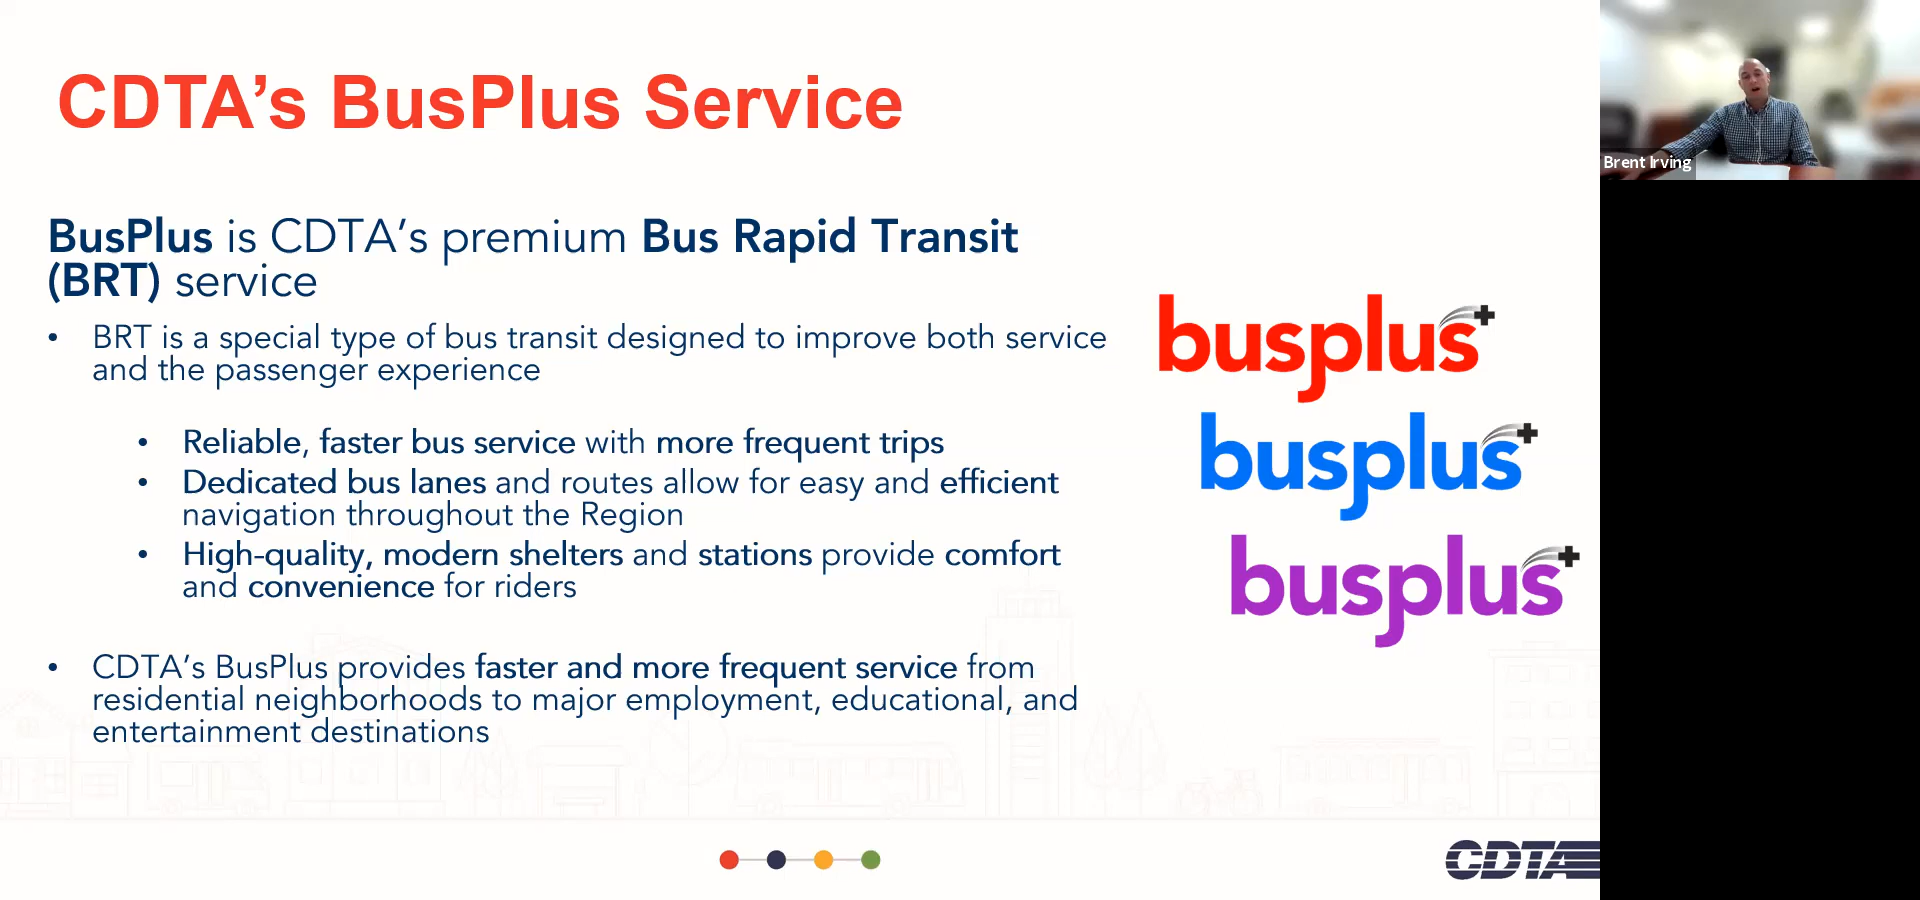 CDTA’s BusPlus Service
BusPlus is CDTA’s premium Bus Rapid Transit
(BRT) service
• BRT is a special type of bus transit designed to improve both service
and the passenger experience
• Reliable, faster bus service with more frequent trips
• Dedicated bus lanes and routes allow for easy and efficient
navigation throughout the Region
• High-quality, modern shelters and stations provide comfort
and convenience for riders
• CDTA’s BusPlus provides faster and more frequent service from
residential neighborhoods to major employment, educational, and
entertainment destinations
busplus+
busplus+
busplus+
CDTA
Brent Irving